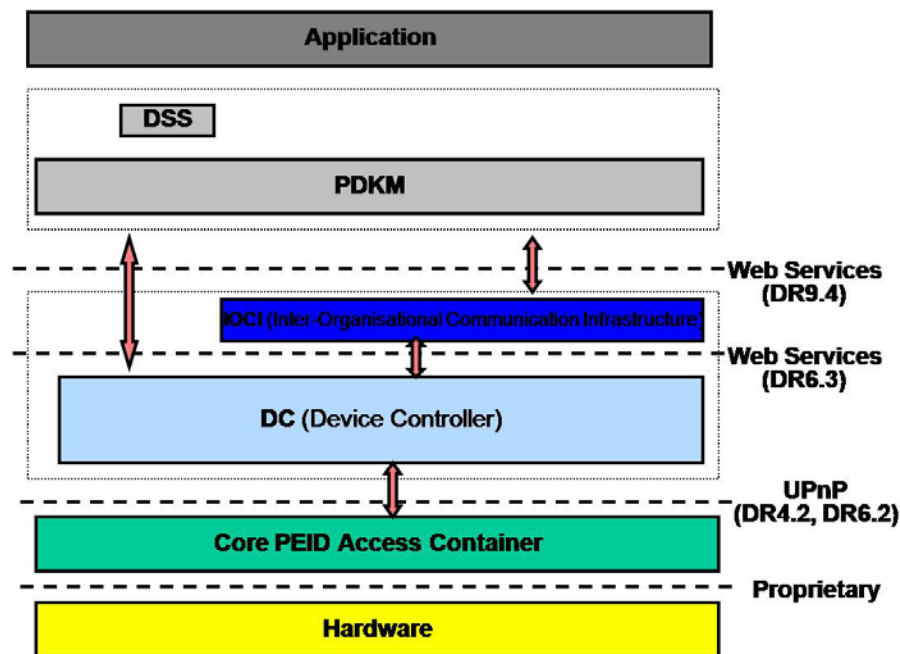 Application
DSS
PDKM
Web Services
(DR9.4)
IOCI (Inter-Organisational Communication Infrastructure)
Web Services
(DR6.3)
DC (Device Controller)
UPnP
(DR4.2, DR6.2)
Core PEID Access Container
Proprietary
Hardware